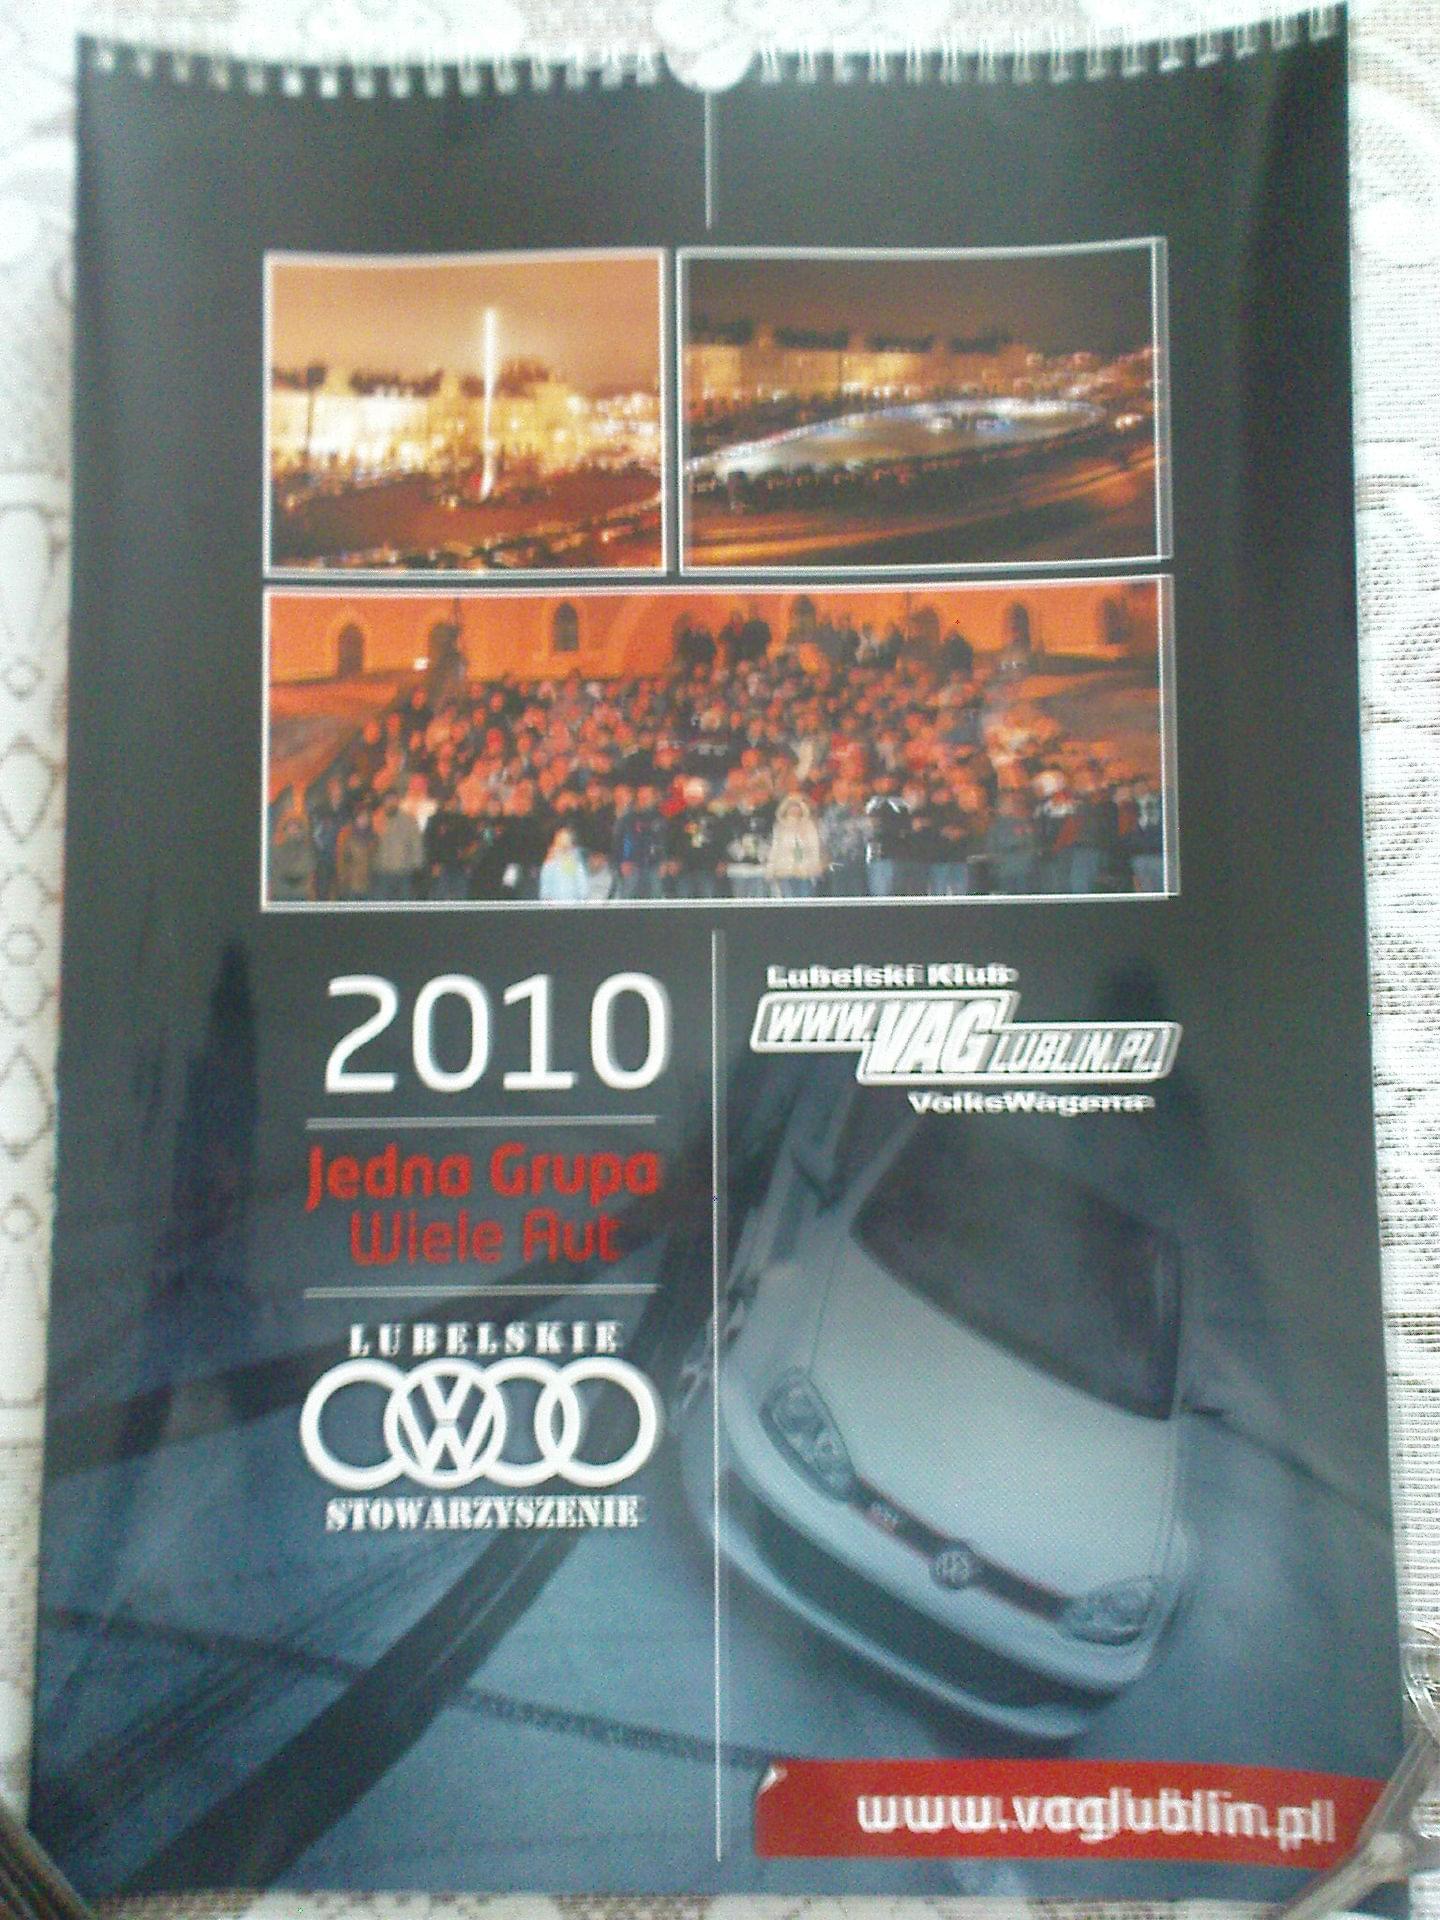 2010
Jedna Grupa
Wiele Aut
LUBELSKIE
STOWARZYSZENIE
Lubelski Klub
WWW.VAGLUBLIN.PL
VolksWagena
www.vaglublin.pl